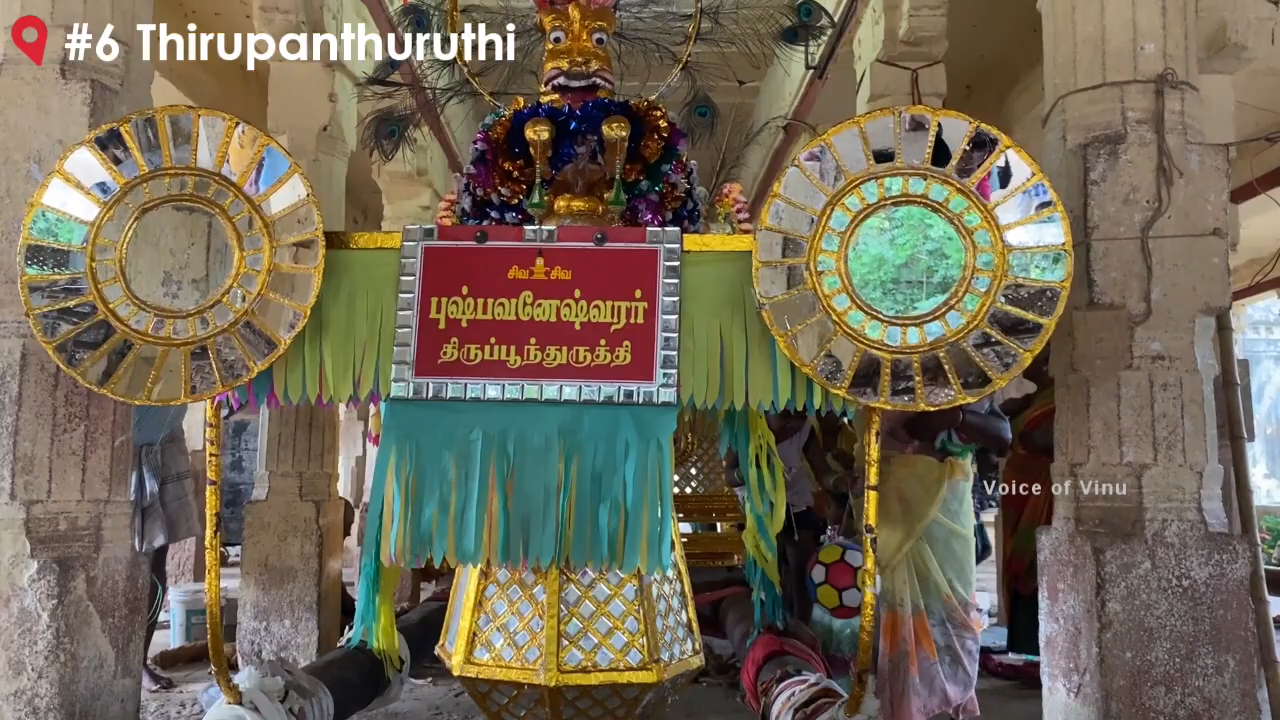 #6 Thirupanthuruthi
சிவ சிவ
புஷ்பவனேஷ்வரர்
திருப்பூந்துருத்தி
Voice of Vinu